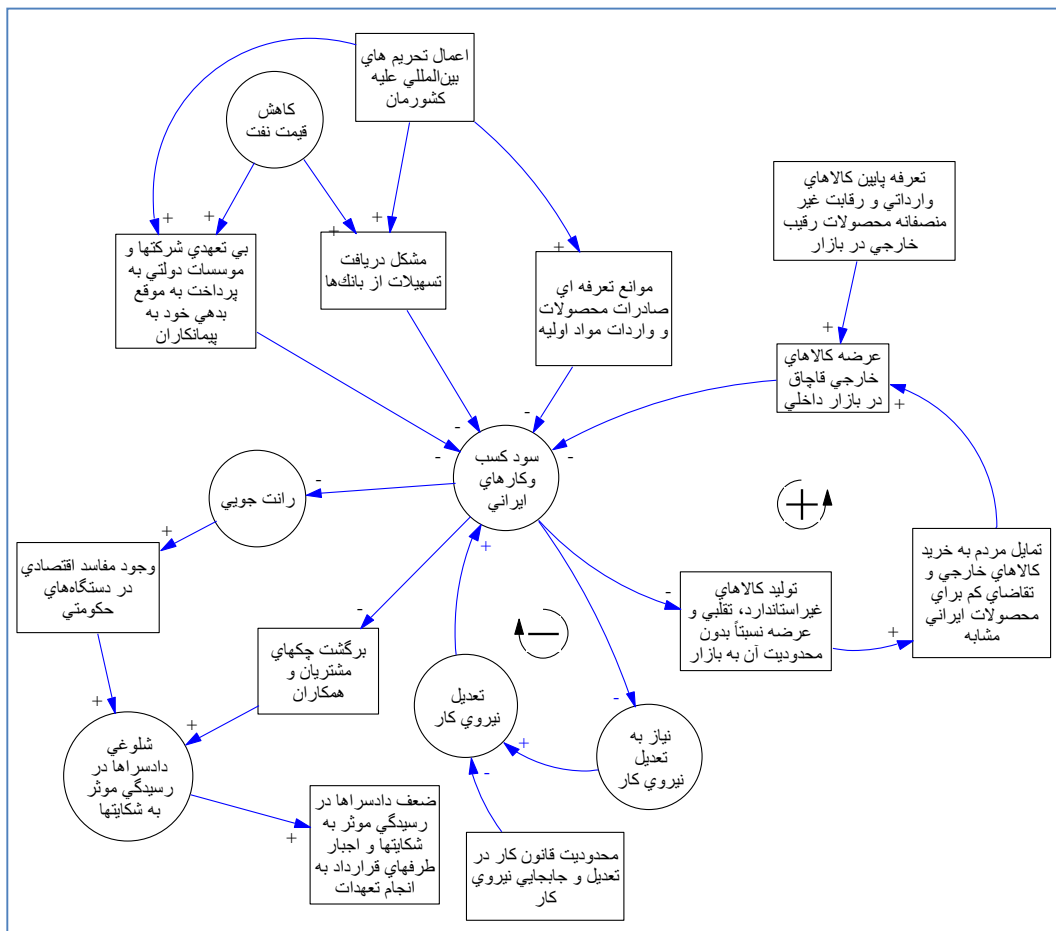 اعمال تحريم هاي
بين‌المللي عليه
كشورمان
كاهش
قيمت نفت
تعرفه پايين كالاهاي
وارداتي و رقابت غير
منصفانه محصولات رقيب
خارجي در بازار
+
+
+
+
+
+
بي تعهدي شركتها و
موسسات دولتي به
پرداخت به موقع
بدهي خود به
پيمانكاران
مشكل دريافت
تسهيلات از بانك‌ها
موانع تعرفه اي
صادرات محصولات
و واردات مواد اوليه
عرضه كالاهاي
خارجي قاچاق
در بازار داخلي
+
-
-
-
-
سود كسب
وكارهاي
ايراني
-
رانت جويي
+
+
+
وجود مفاسد اقتصادي
در دستگاه‌هاي
حكومتي
توليد كالاهاي
غيراستاندارد، تقلبي و
عرضه نسبتاً بدون
محدوديت آن به بازار
-
+
تمايل مردم به خريد
كالاهاي خارجي و
تقاضاي كم براي
محصولات ايراني
مشابه
-
-
برگشت چكهاي
مشتريان و
همكاران
تعديل
نيروي كار
-
+
-
نياز به
تعديل
نيروي كار
+
+
شلوغي
دادسراها در
رسيدگي موثر
به شكايتها
+
ضعف دادسراها در
رسيدگي موثر به
شكايتها و اجبار
طرفهاي قرارداد به
انجام تعهدات
محدوديت قانون كار در
تعديل و جابجايي نيروي
كار